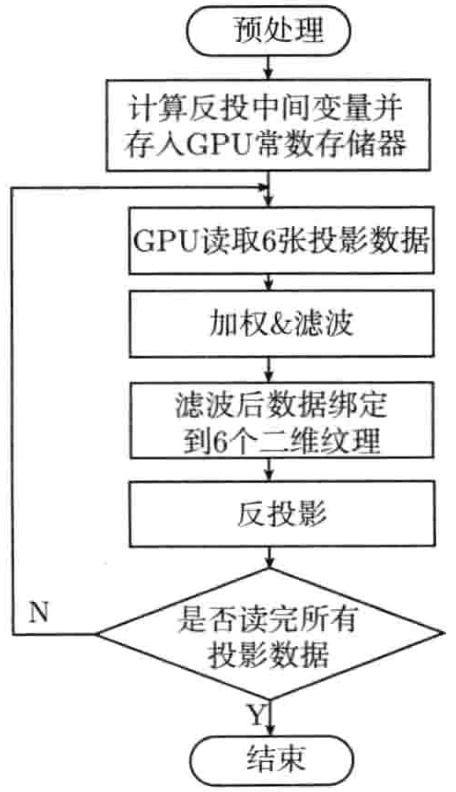 预处理
计算反投中间变量并
存入GPU常数存储器
GPU读取6张投影数据
加权&滤波
滤波后数据绑定
到6个二维纹理
反投影
是否读完所有
投影数据
N
Y
结束